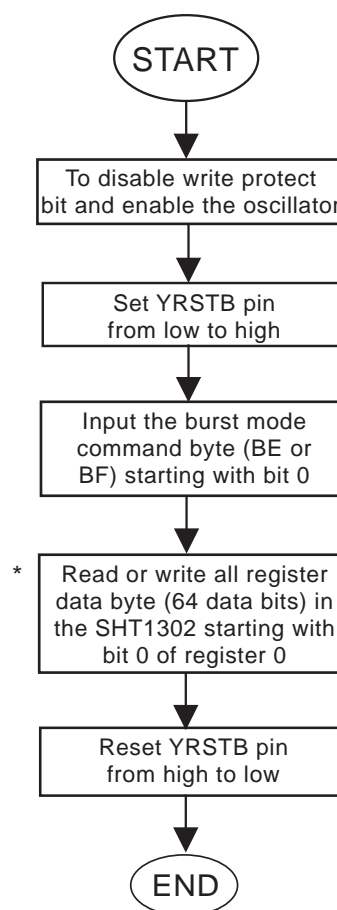 START
To disable write protect
bit and enable the oscillator
Set YRSTB pin
from low to high
Input the burst mode
command byte (BE or
BF) starting with bit 0
* Read or write all register
data byte (64 data bits) in
the SHT1302 starting with
bit 0 of register 0
Reset YRSTB pin
from high to low
END